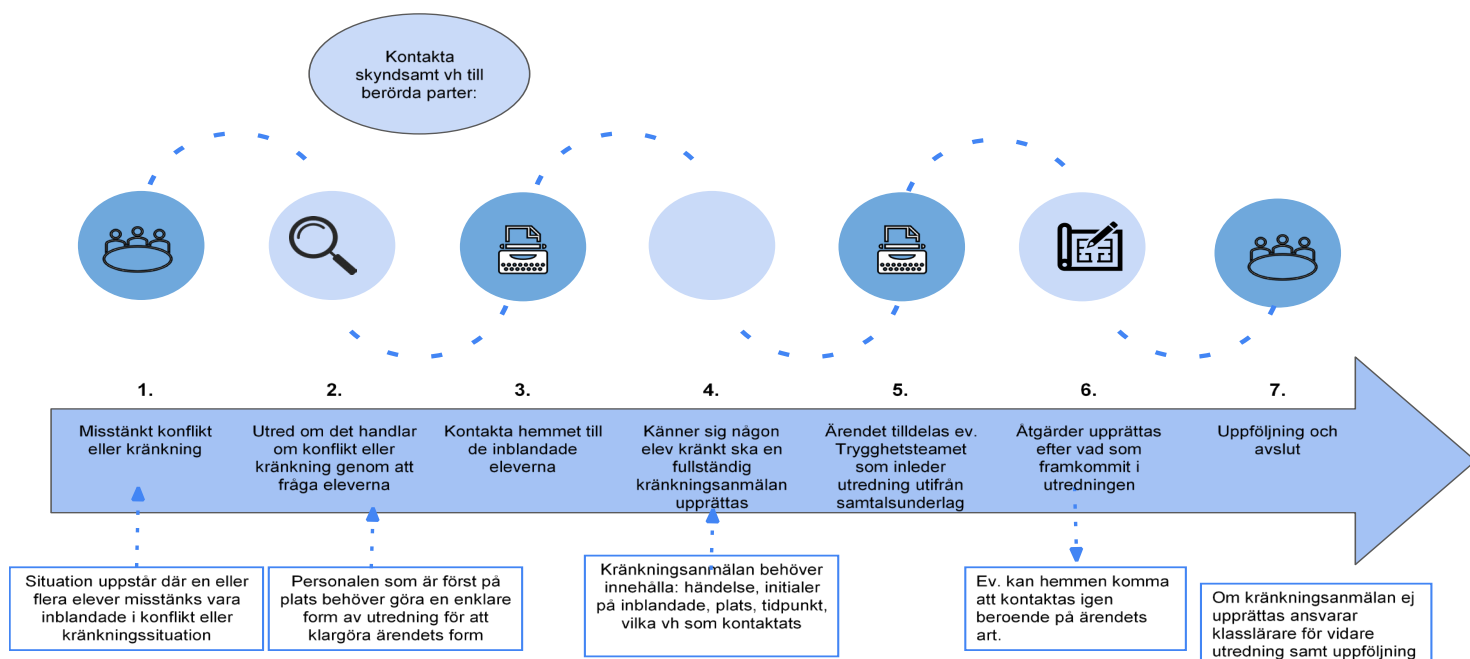 Kontakta
skyndsamt vh till
berörda parter:
1.
2.
3.
4.
5.
6.
7.
Misstänkt konflikt
eller kränkning
Utred om det handlar
om konflikt eller
kränkning genom att
fråga eleverna
Kontakta hemmet till
de inblandade
eleverna
Känner sig någon
elev kränkt ska en
fullständig
kränkningsanmälan
upprättas
Ärendet tilldelas ev.
Trygghetsteamet
som inleder
utredning utifrån
samtalsunderlag
Åtgärder upprättas
efter vad som
framkommit i
utredningen
Uppföljning och
avslut
Situation uppstår där en eller
flera elever misstänks vara
inblandade i konflikt eller
kränkningssituation
Personalen som är först på
plats behöver göra en enklare
form av utredning för att
klargöra ärendets form
Kränkningsanmälan behöver
innehålla: händelse, initialer
på inblandade, plats, tidpunkt,
vilka vh som kontaktats
Ev. kan hemmen komma
att kontaktas igen
beroende på ärendets
art.
Om kränkningsanmälan ej
upprättas ansvarar
klasslärare för vidare
utredning samt uppföljning